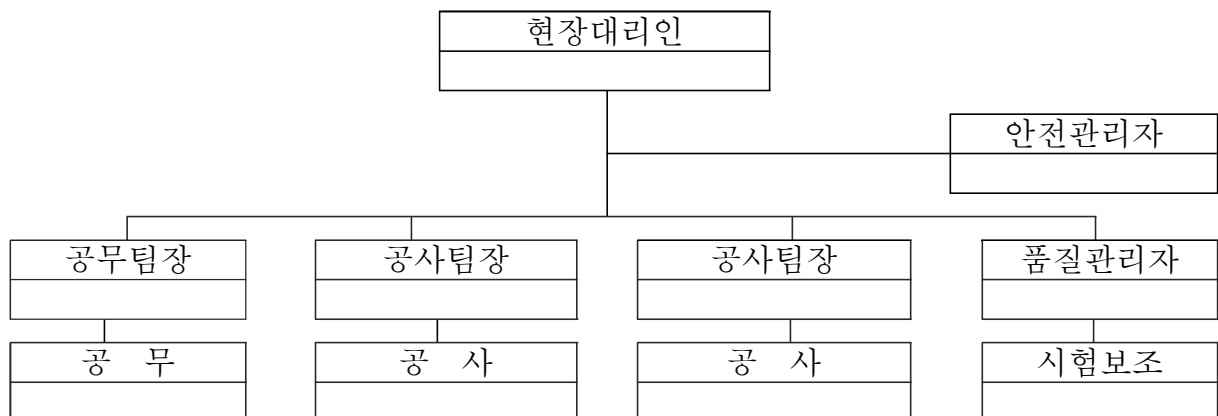 현장대리인
안전관리자
공무팀장 공사팀장 공사팀장 품질관리자
공 무 공 사 공 사 시험보조